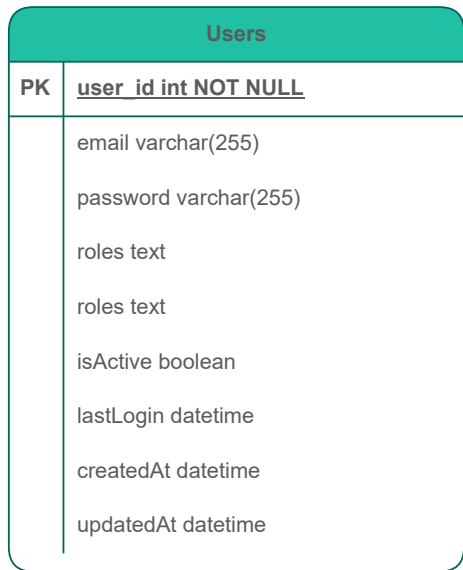 Users
PK user_id int NOT NULL
email varchar(255)
password varchar(255)
roles text
roles text
isActive boolean
lastLogin datetime
createdAt datetime
updatedAt datetime